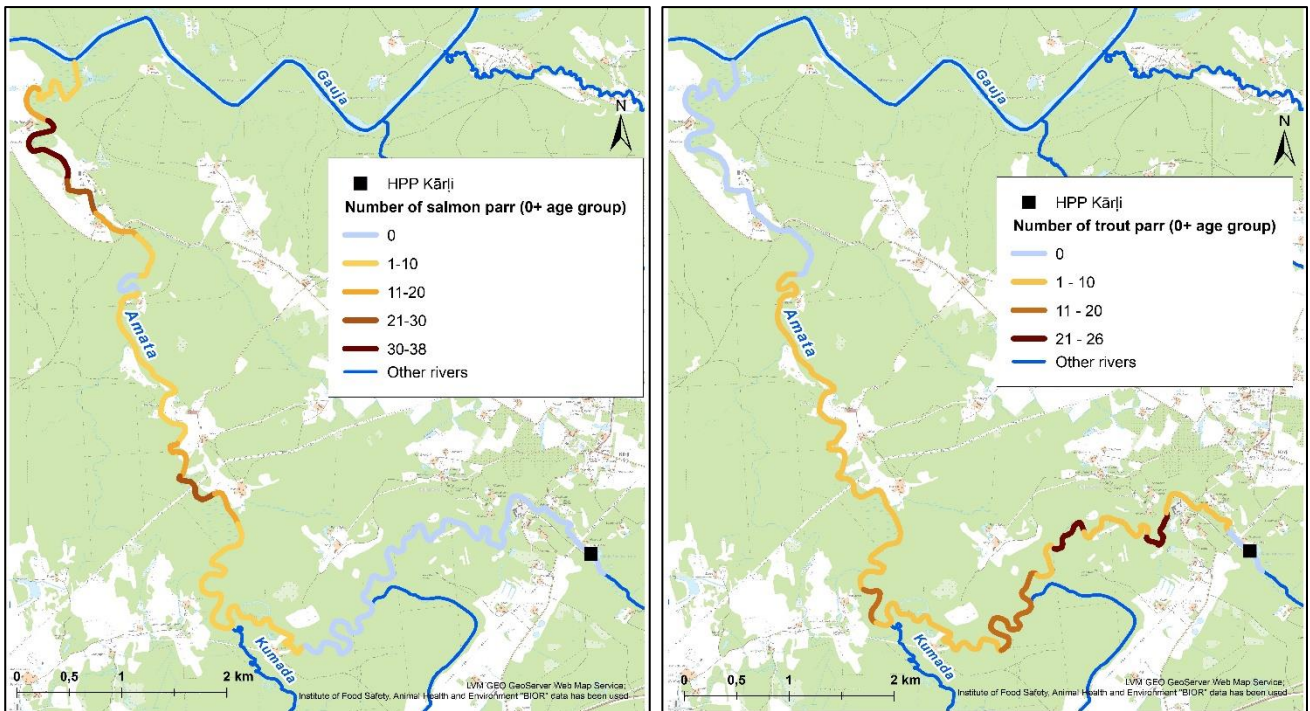 Gauja
N
HPP Kārļi
Number of salmon parr (0+ age group)
0
1-10
11-20
21-30
30-38
Other rivers
Amata
Kumada
0 0,5 1 2 km
LVM GEO GeoServer Web Map Service;
Institute of Food Safety, Animal Health and Environment "BIOR" data has been used
Gauja
N
HPP Kārļi
Number of trout parr (0+ age group)
0
1 - 10
11 - 20
21 - 26
Other rivers
Amata
Kumada
0 0,5 1 2 km
LVM GEO GeoServer Web Map Service;
Institute of Food Safety, Animal Health and Environment "BIOR" data has been used